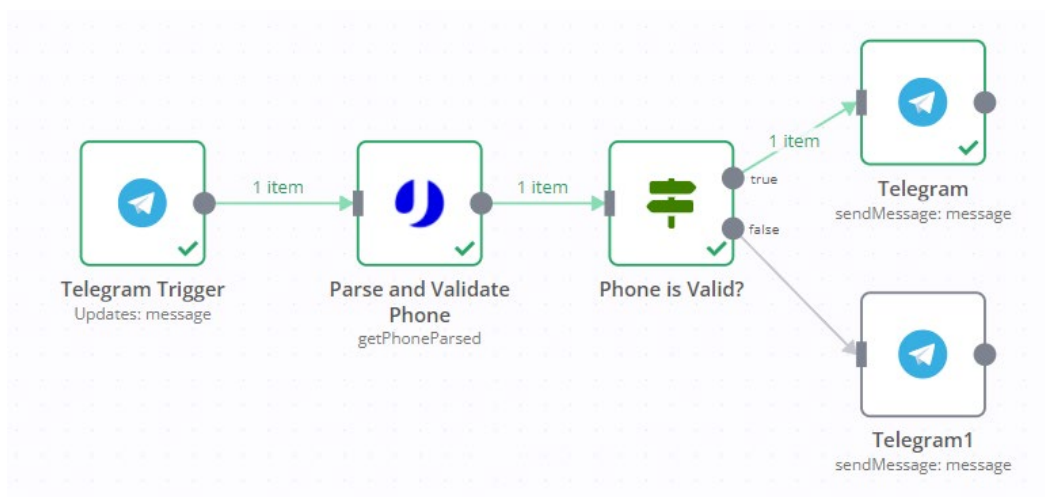 1 item
1 item
1 item
true
false
Telegram Trigger
Updates: message
Parse and Validate
Phone
getPhoneParsed
Phone is Valid?
Telegram
sendMessage: message
Telegram1
sendMessage: message